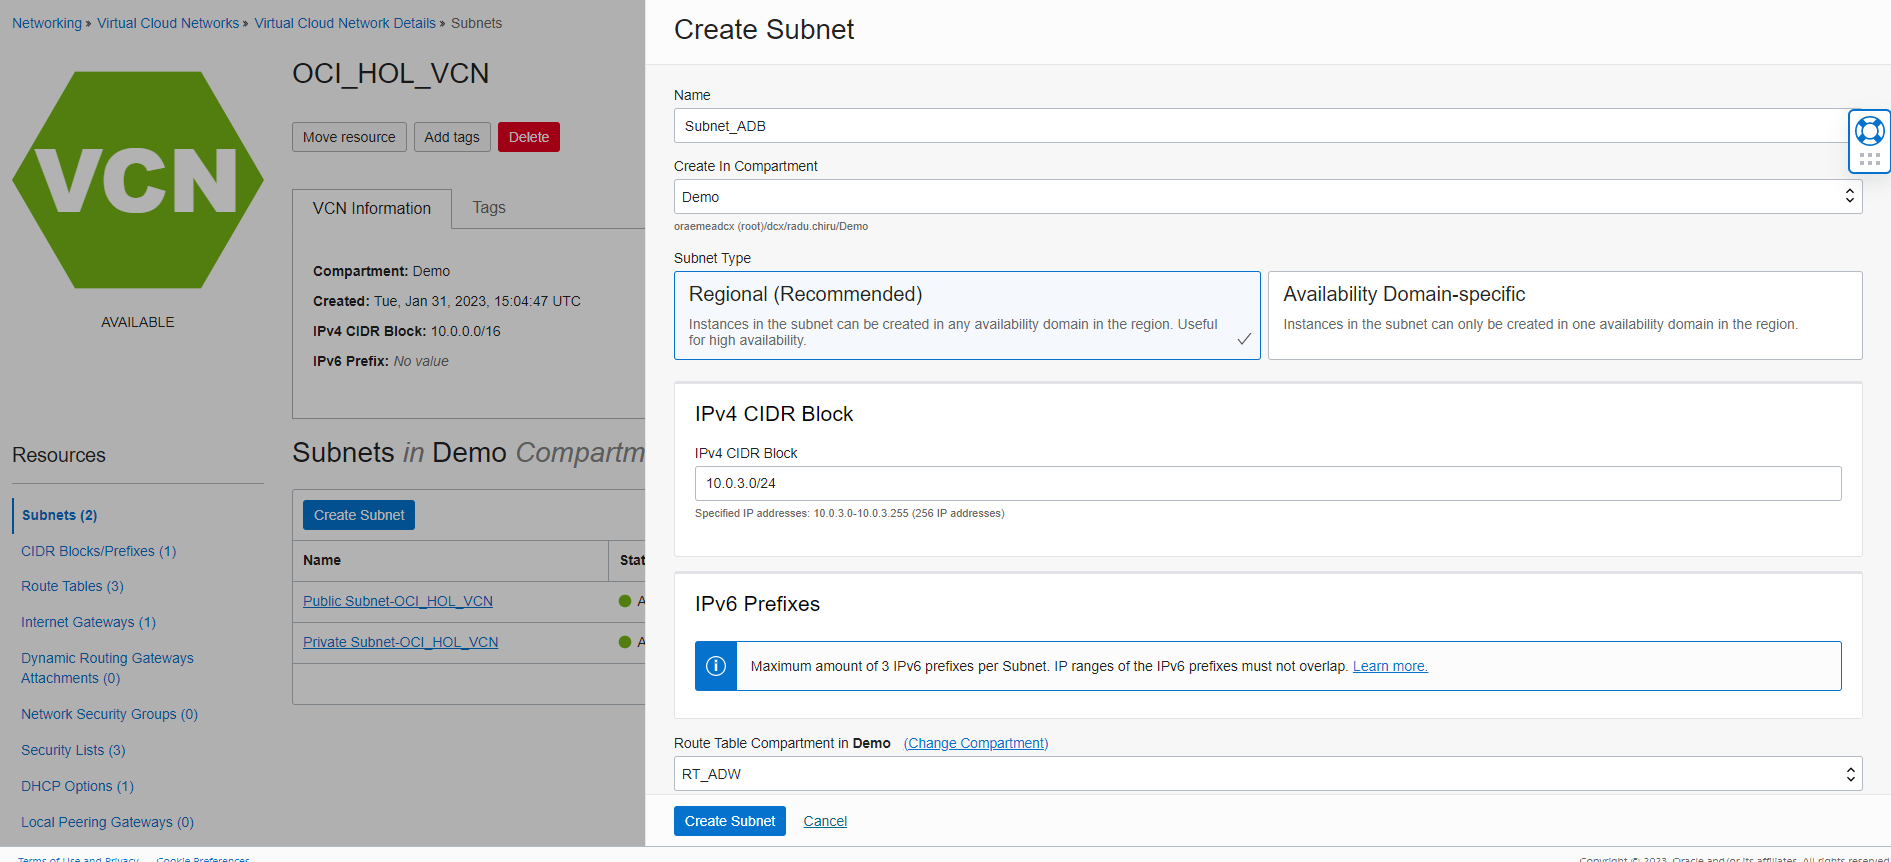 Networking » Virtual Cloud Networks » Virtual Cloud Network Details » Subnets
VCN
AVAILABLE
OCI_HOL_VCN
Move resource Add tags Delete
VCN Information Tags
Compartment: Demo
Created: Tue, Jan 31, 2023, 15:04:47 UTC
IPv4 CIDR Block: 10.0.0.0/16
IPv6 Prefix: No value
Resources
Subnets (2)
CIDR Blocks/Prefixes (1)
Route Tables (3)
Internet Gateways (1)
Dynamic Routing Gateways
Attachments (0)
Network Security Groups (0)
Security Lists (3)
DHCP Options (1)
Local Peering Gateways (0)
Subnets in Demo Compartm
Create Subnet
Name Stat
Public Subnet-OCI_HOL_VCN A
Private Subnet-OCI_HOL_VCN A
Create Subnet
Name
Subnet_ADB
Create In Compartment
Demo
oraemeadcx (root)/dcx/radu.chiru/Demo
Subnet Type
Regional (Recommended)
Instances in the subnet can be created in any availability domain in the region. Useful
for high availability.
Availability Domain-specific
Instances in the subnet can only be created in one availability domain in the region.
IPv4 CIDR Block
IPv4 CIDR Block
10.0.3.0/24
Specified IP addresses: 10.0.3.0-10.0.3.255 (256 IP addresses)
IPv6 Prefixes
Maximum amount of 3 IPv6 prefixes per Subnet. IP ranges of the IPv6 prefixes must not overlap. Learn more.
Route Table Compartment in Demo (Change Compartment)
RT_ADW
Create Subnet Cancel
Terms of Use and Privacy Cookie Preferences
Copyright © 2023, Oracle and/or its affiliates. All rights reserved.